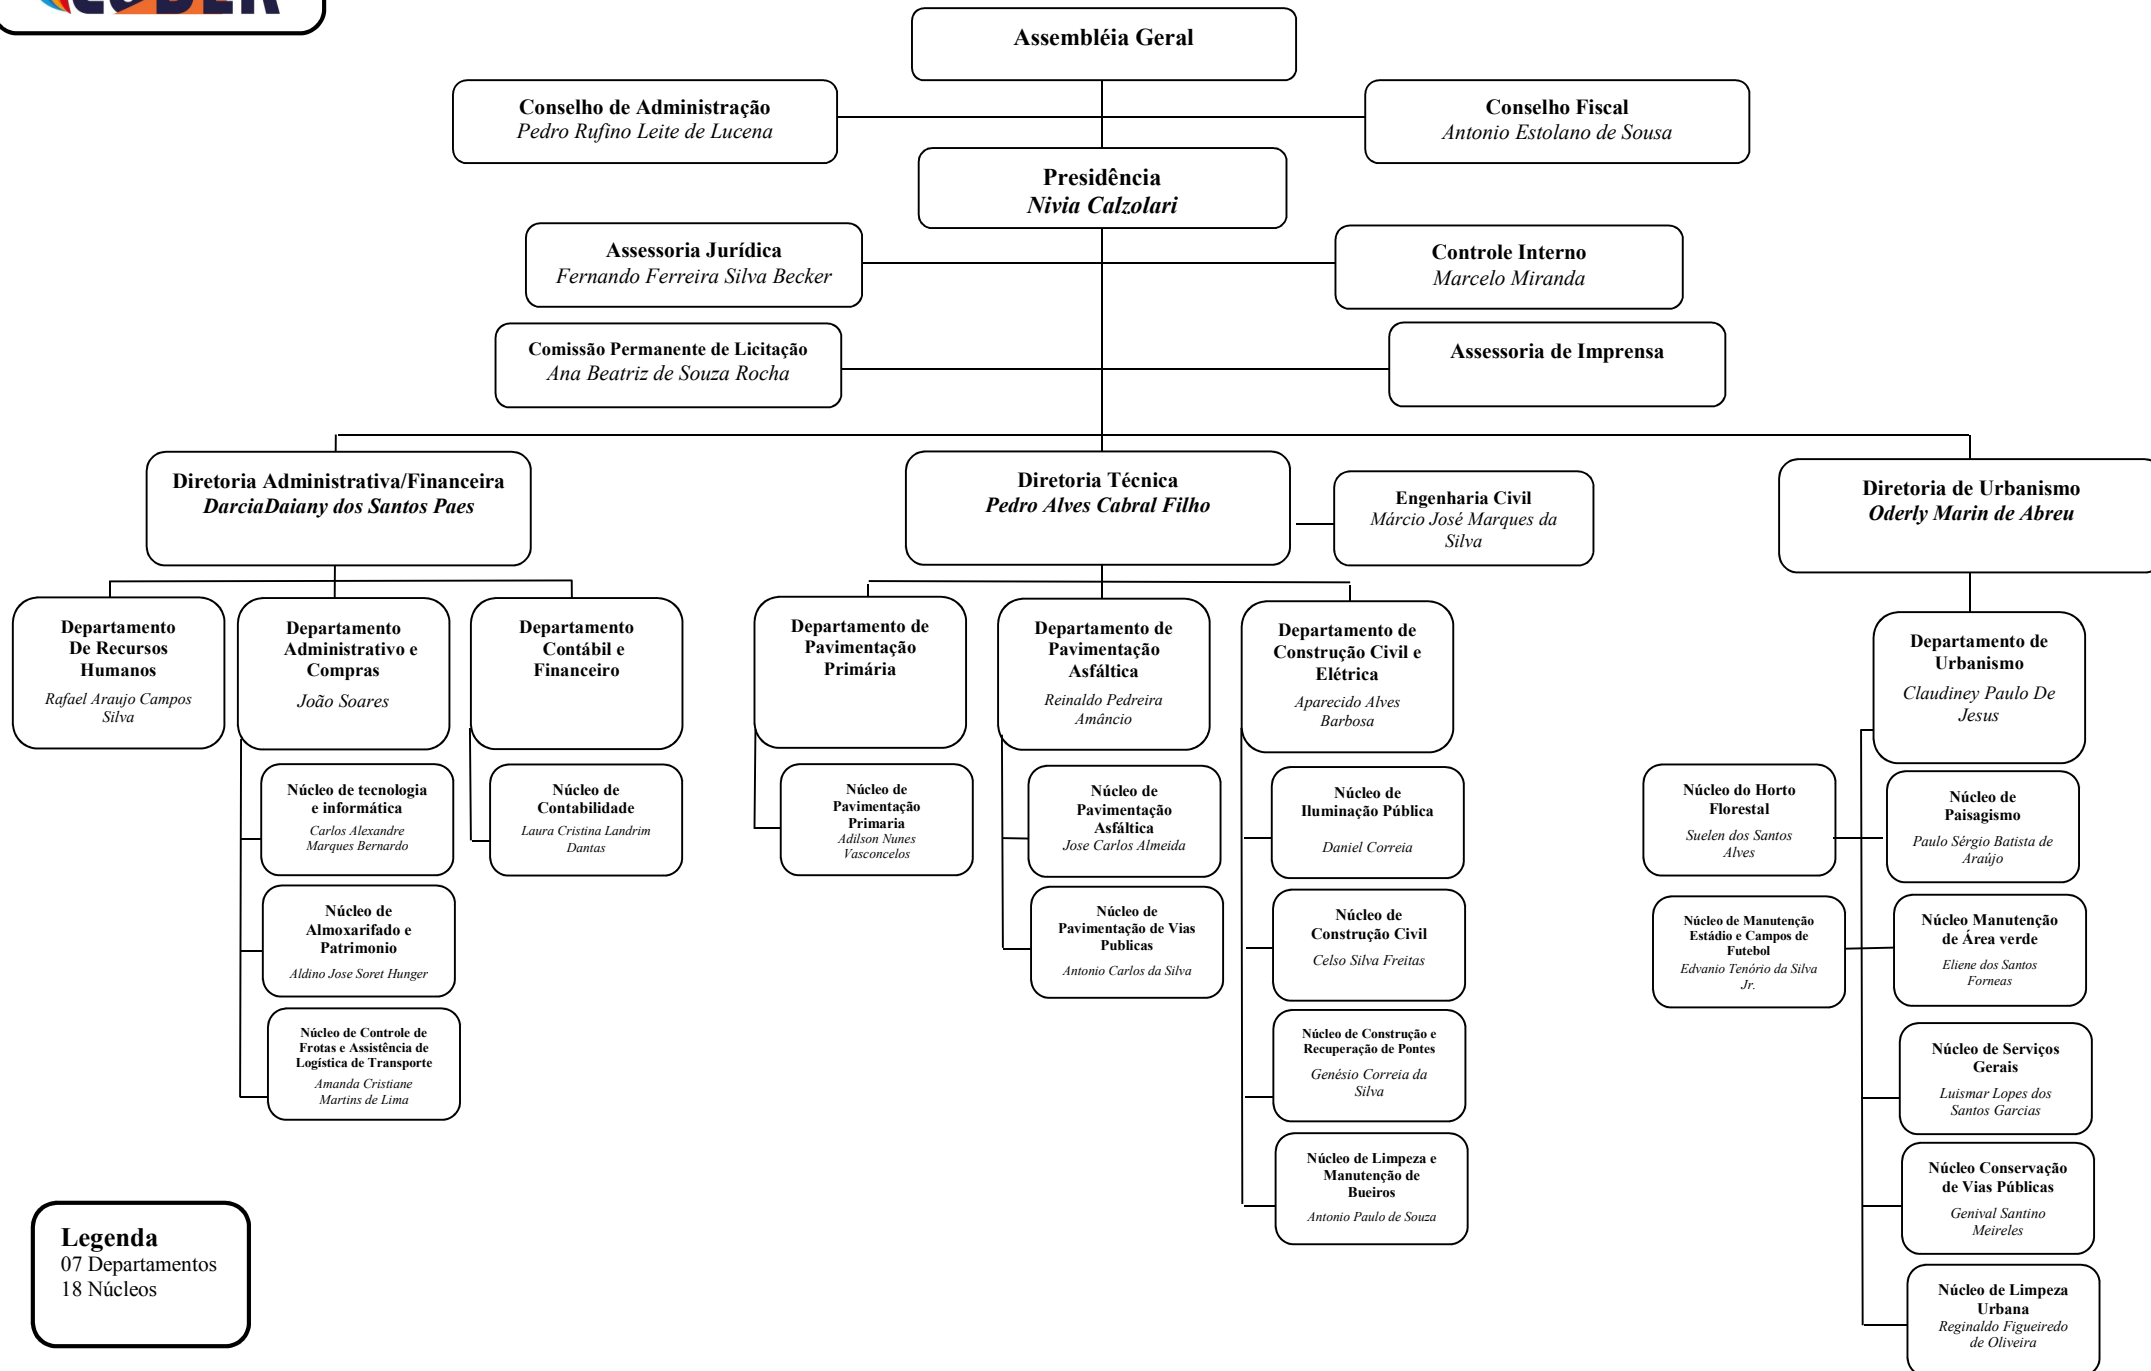 CODER
Assembléia Geral
Conselho de Administração
Pedro Rufino Leite de Lucena
Conselho Fiscal
Antonio Estolano de Sousa
Presidência
Nivia Calzolari
Assessoria Jurídica
Fernando Ferreira Silva Becker
Controle Interno
Marcelo Miranda
Comissão Permanente de Licitação
Ana Beatriz de Souza Rocha
Assessoria de Imprensa
Diretoria Administrativa/Financeira
DarciaDaiany dos Santos Paes
Diretoria Técnica
Pedro Alves Cabral Filho
Engenharia Civil
Márcio José Marques da
Silva
Diretoria de Urbanismo
Oderly Marin de Abreu
Departamento
De Recursos
Humanos
Rafael Araujo Campos
Silva
Departamento
Administrativo e
Compras
João Soares
Departamento
Contábil e
Financeiro
Departamento de
Pavimentação
Primária
Departamento de
Pavimentação
Asfáltica
Reinaldo Pedreira
Amâncio
Departamento de
Construção Civil e
Elétrica
Aparecido Alves
Barbosa
Departamento de
Urbanismo
Claudiney Paulo De
Jesus
Núcleo de tecnologia
e informática
Carlos Alexandre
Marques Bernardo
Núcleo de
Contabilidade
Laura Cristina Landrim
Dantas
Núcleo de
Pavimentação
Primaria
Adilson Nunes
Vasconcelos
Núcleo de
Pavimentação
Asfáltica
Jose Carlos Almeida
Núcleo de
Iluminação Pública
Daniel Correia
Núcleo do Horto
Florestal
Suelen dos Santos
Alves
Núcleo de
Paisagismo
Paulo Sérgio Batista de
Araújo
Núcleo de
Almoxarifado e
Patrimonio
Aldino Jose Soret Hunger
Núcleo de
Pavimentação de Vias
Publicas
Antonio Carlos da Silva
Núcleo de
Construção Civil
Celso Silva Freitas
Núcleo de Manutenção
Estádio e Campos de
Futebol
Edvanio Tenório da Silva
Jr.
Núcleo Manutenção
de Área verde
Eliene dos Santos
Forneas
Núcleo de Controle de
Frotas e Assistência de
Logística de Transporte
Amanda Cristiane
Martins de Lima
Núcleo de Construção e
Recuperação de Pontes
Genésio Correia da
Silva
Núcleo de Serviços
Gerais
Luismar Lopes dos
Santos Garcias
Núcleo de Limpeza e
Manutenção de
Bueiros
Antonio Paulo de Souza
Núcleo Conservação
de Vias Públicas
Genival Santino
Meireles
Núcleo de Limpeza
Urbana
Reginaldo Figueiredo
de Oliveira
Legenda
07 Departamentos
18 Núcleos